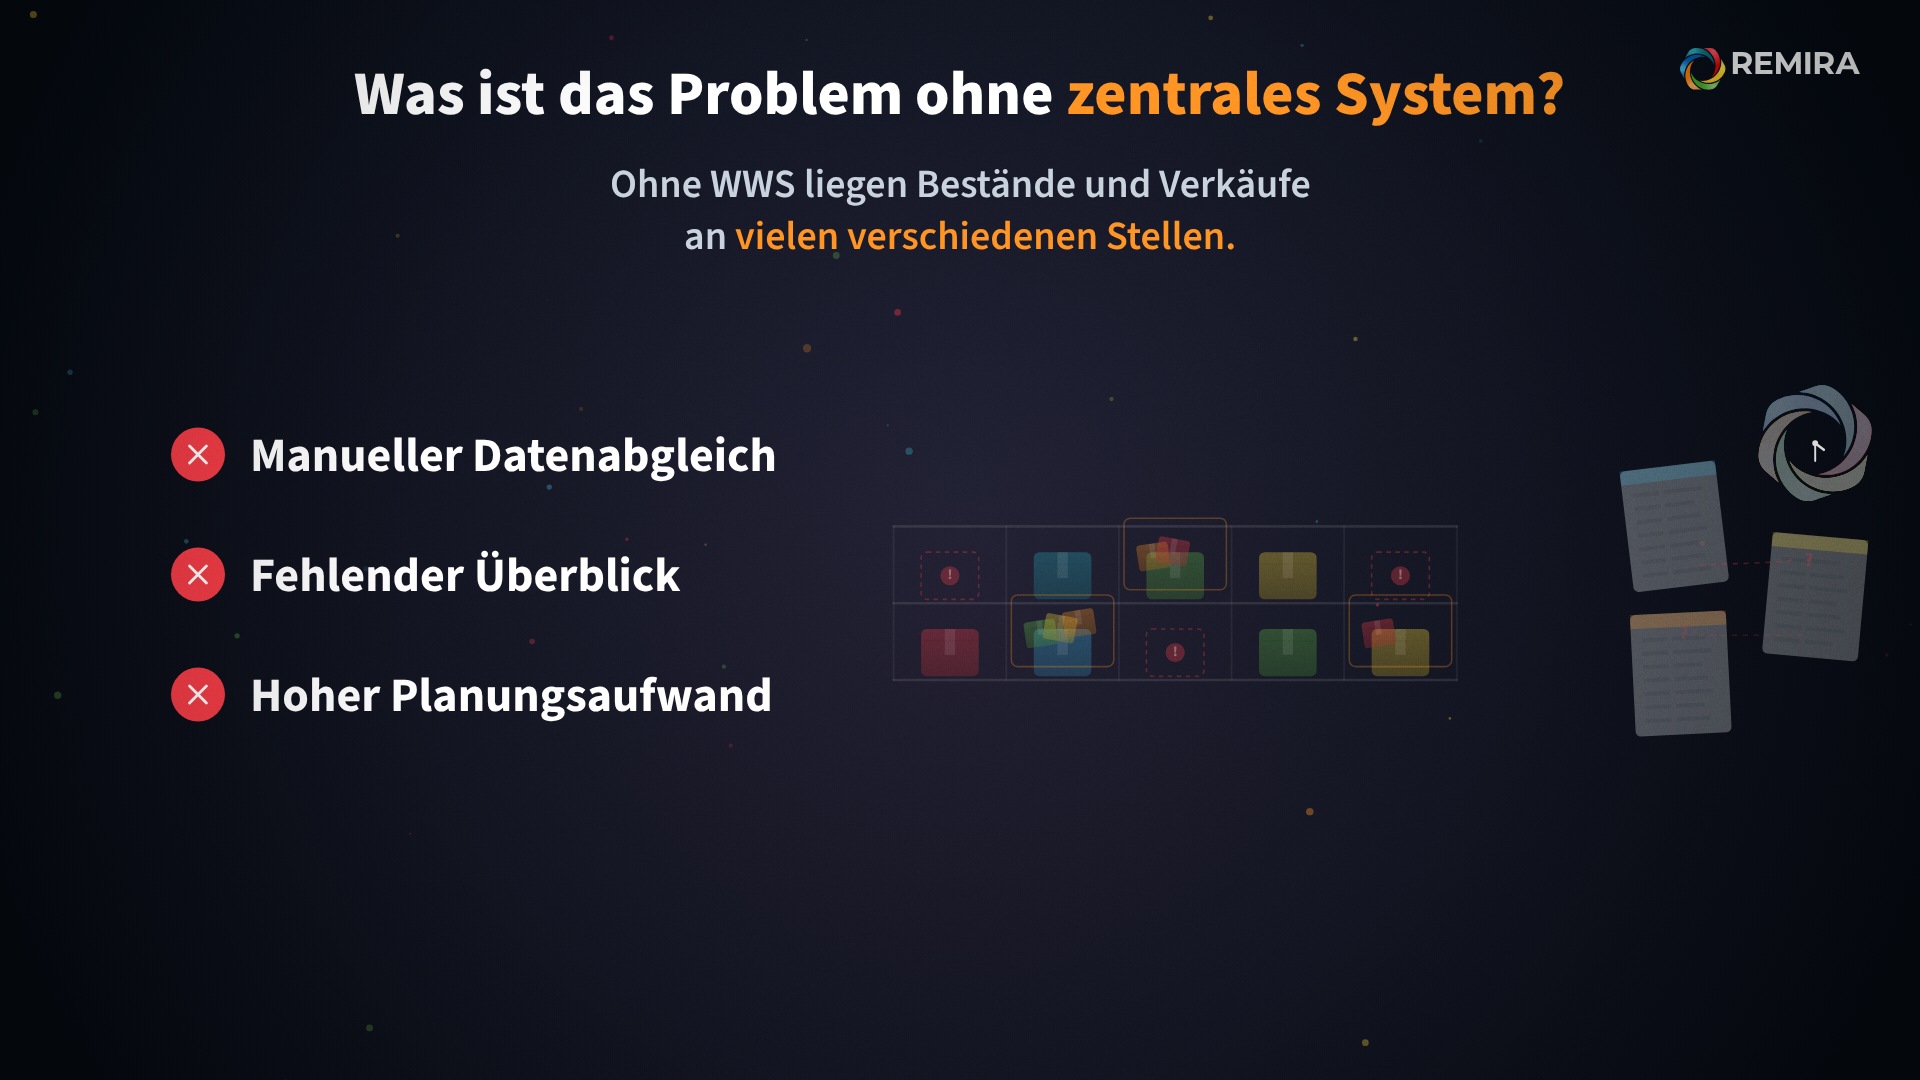 Was ist das Problem ohne zentrales System?
REMIRA
Ohne WWS liegen Bestände und Verkäufe
an vielen verschiedenen Stellen.
Manueller Datenabgleich
Fehlender Überblick
Hoher Planungsaufwand
! !
!
? ?